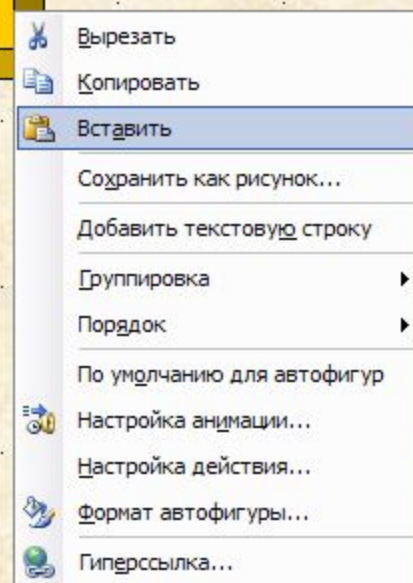 Вырезать
Копировать
Вставить
Сохранить как рисунок...
Добавить текстовую строку
Группировка
Порядок
По умолчанию для автофигур
Настройка анимации...
Настройка действия...
Формат автофигуры...
Гиперссылка...